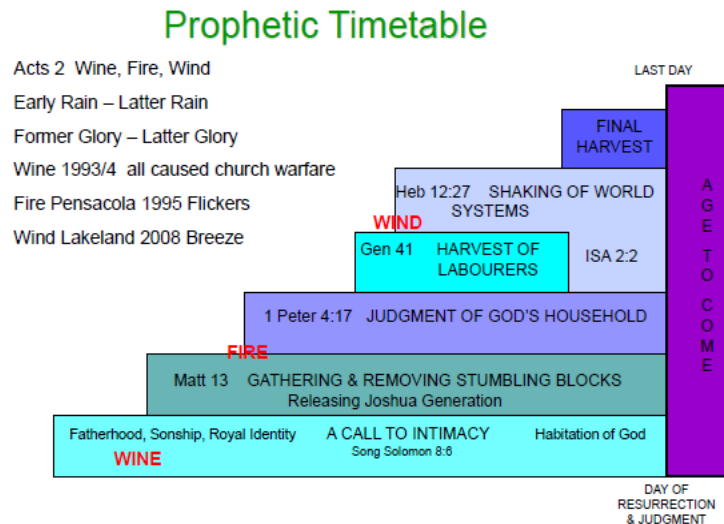 Prophetic Timetable
Acts 2 Wine, Fire, Wind
Early Rain – Latter Rain
Former Glory – Latter Glory
Wine 1993/4 all caused church warfare
Fire Pensacola 1995 Flickers
Wind Lakeland 2008 Breeze
LAST DAY
FINAL
HARVEST
Heb 12:27 SHAKING OF WORLD
SYSTEMS
WIND
Gen 41 HARVEST OF
LABOURERS
ISA 2:2
1 Peter 4:17 JUDGMENT OF GOD'S HOUSEHOLD
FIRE
Matt 13 GATHERING & REMOVING STUMBLING BLOCKS
Releasing Joshua Generation
Fatherhood, Sonship, Royal Identity A CALL TO INTIMACY Habitation of God
Song Solomon 8:6
WINE
AGE TO COME
DAY OF
RESURRECTION
& JUDGMENT